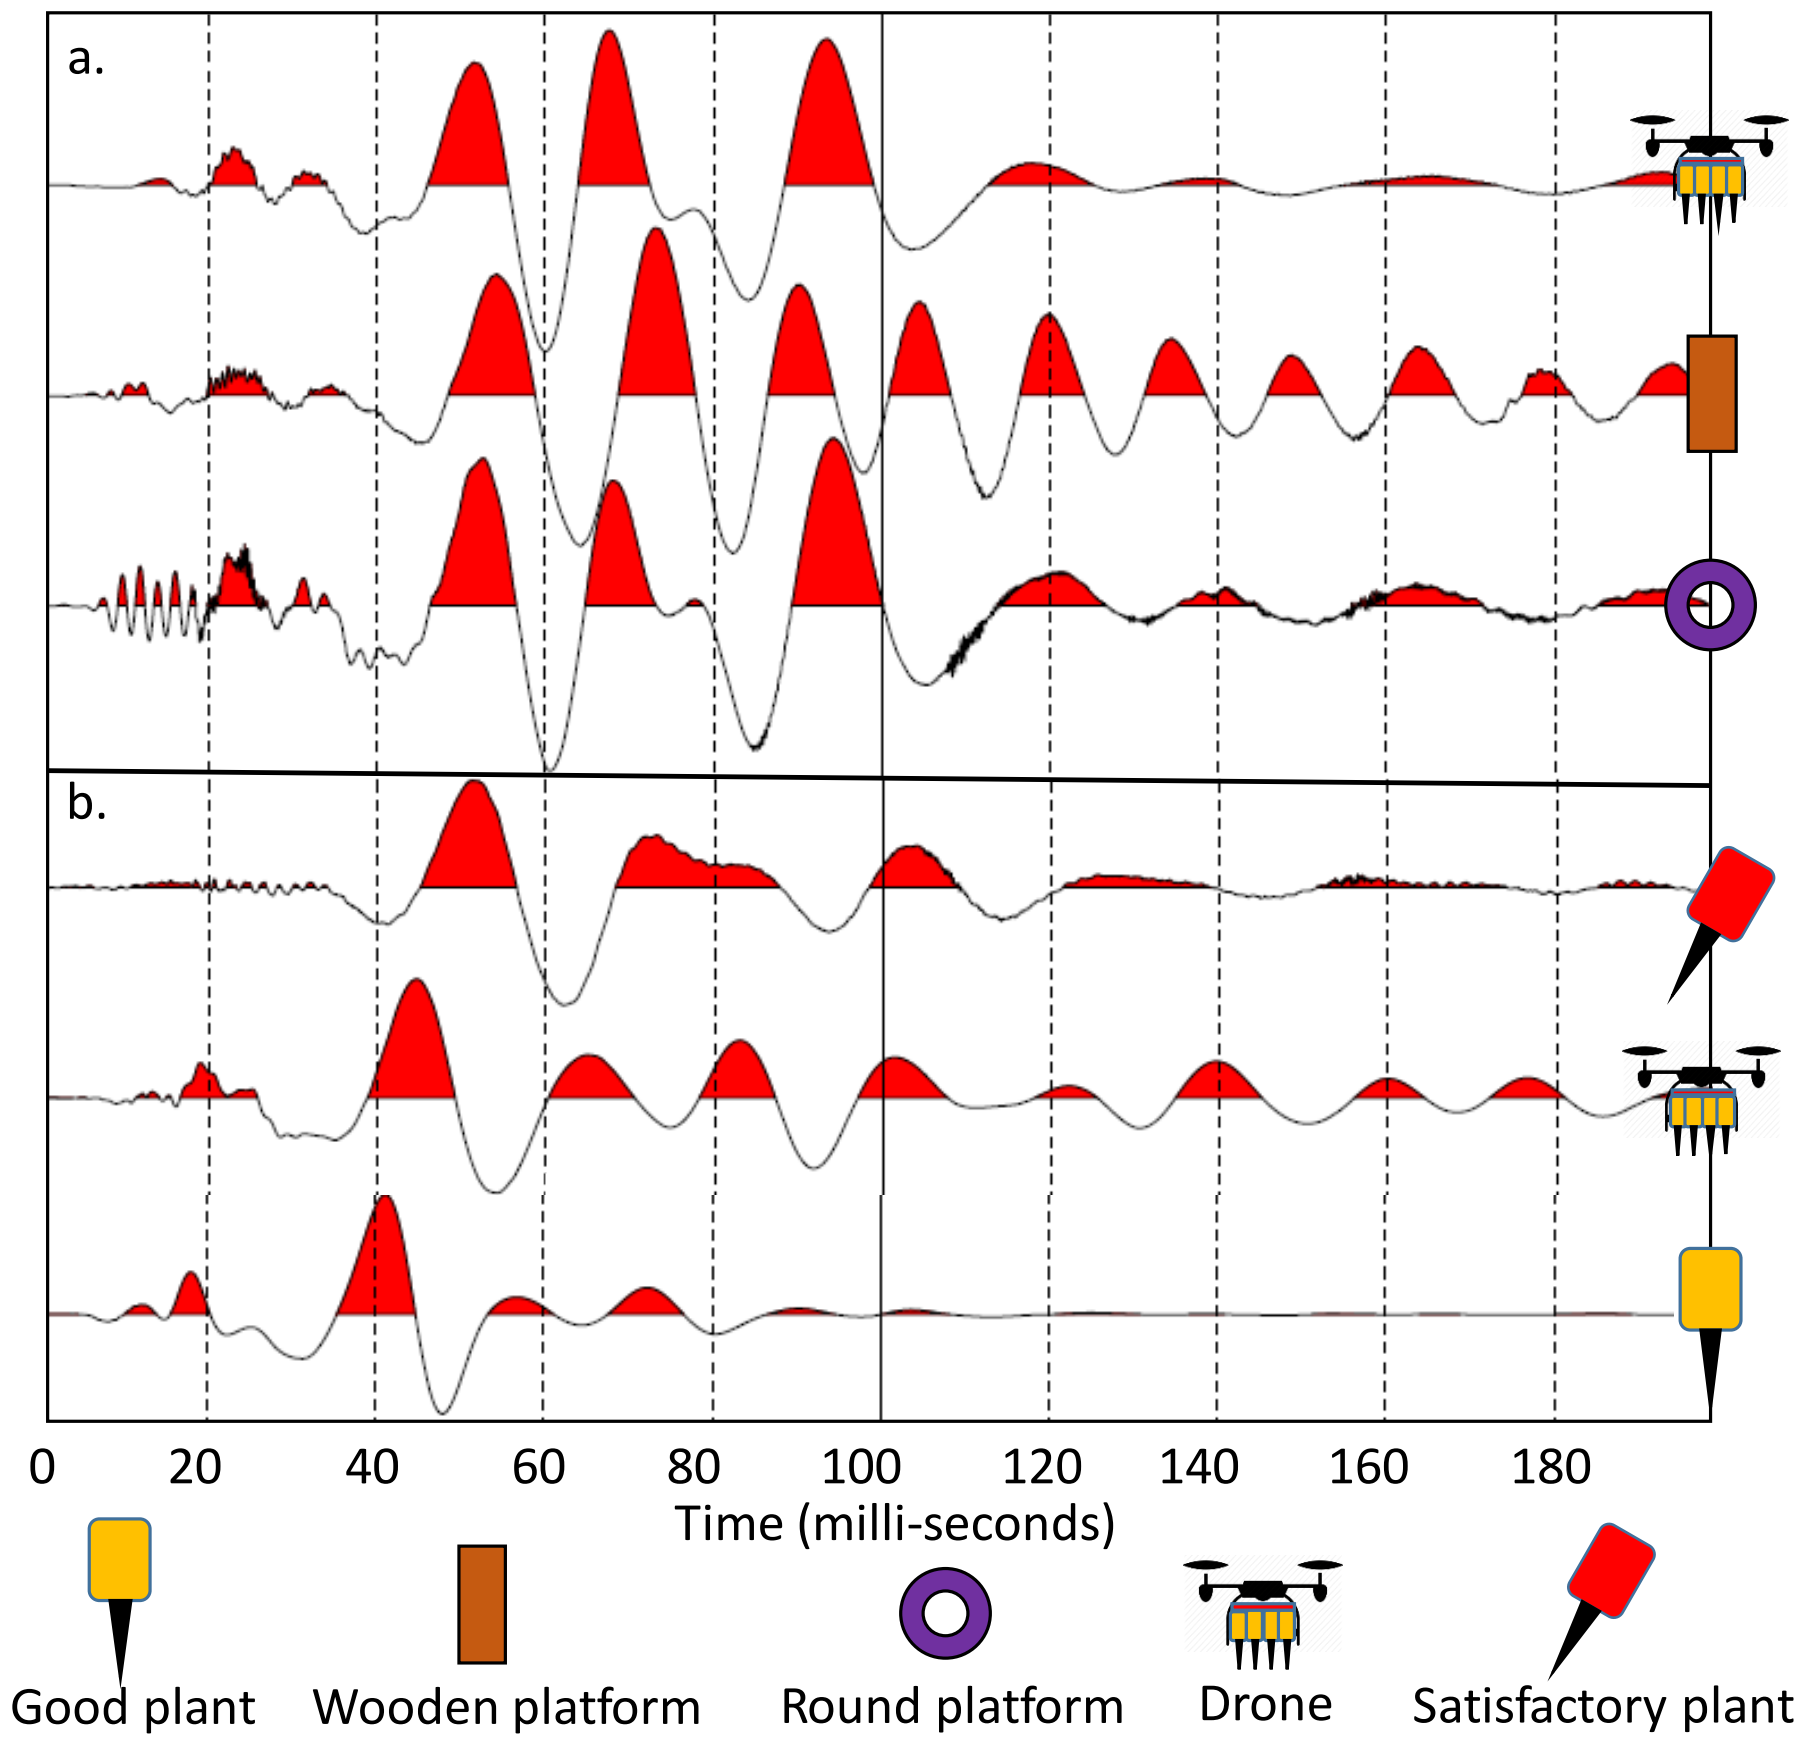 a.
b.
0 20 40 60 80 100 120 140 160 180
Time (milli-seconds)
Good plant Wooden platform Round platform Drone Satisfactory plant